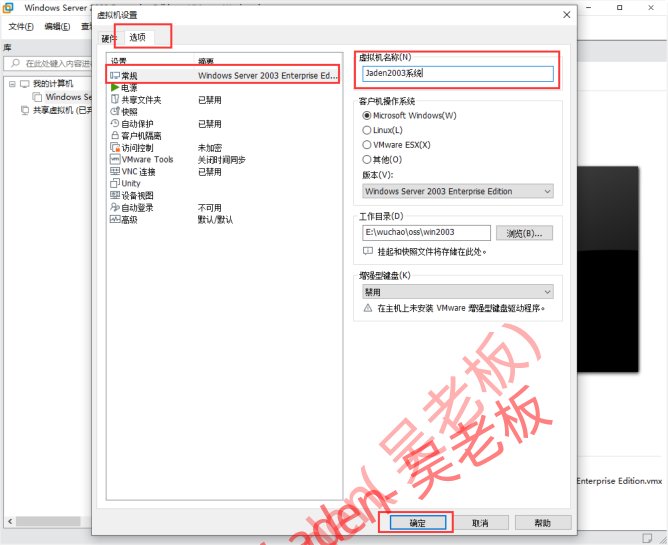 Windows Server 2
虚拟机设置
文件(F) 编辑(E) 查
库
在此处键入内容进行
我的计算机
Windows Se
共享虚拟机 (已弃
硬件 选项
设置 摘要
常规 Windows Server 2003 Enterprise Ed...
电源
共享文件夹 已禁用
快照
自动保护 已禁用
客户机隔离
访问控制 未加密
VMware Tools 关闭时间同步
VNC 连接 已禁用
Unity
设备视图
自动登录 不可用
高级 默认/默认
虚拟机名称(N)
Jaden2003系统
客户机操作系统
Microsoft Windows(W)
Linux(L)
VMware ESX(X)
其他(O)
版本(V):
Windows Server 2003 Enterprise Edition
工作目录(D)
E:\wuchao\oss\win2003 浏览(B)...
挂起和快照文件将存储在此处。
增强型键盘(K)
禁用
在主机上未安装 VMware 增强型键盘驱动程序。
aden(吴老板)
Jaden-吴老板
Enterprise Edition.vmx
确定 取消 帮助